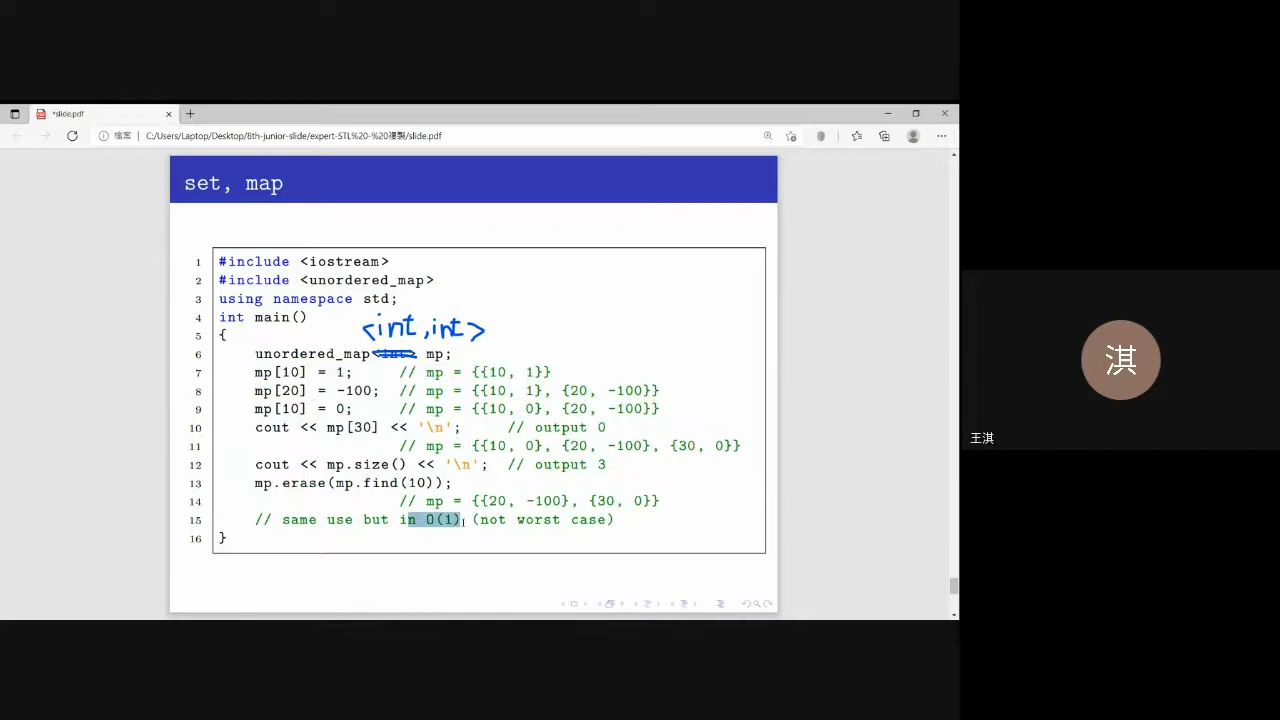 *slide.pdf
檔案 | C:/Users/Laptop/Desktop/8th-junior-slide/expert-STL%20-%20複製/slide.pdf
set, map
1 #include <iostream>
2 #include <unordered_map>
3 using namespace std;
4 int main()
5 {
<int,int>
6 unordered_map<int> mp;
7 mp[10] = 1; // mp = {{10, 1}}
8 mp[20] = -100; // mp = {{10, 1}, {20, -100}}
9 mp[10] = 0; // mp = {{10, 0}, {20, -100}}
10 cout << mp[30] << '\n'; // output 0
11 // mp = {{10, 0}, {20, -100}, {30, 0}}
12 cout << mp.size() << '\n'; // output 3
13 mp.erase(mp.find(10));
14 // mp = {{20, -100}, {30, 0}}
15 // same use but in O(1) (not worst case)
16 }
淇
王淇